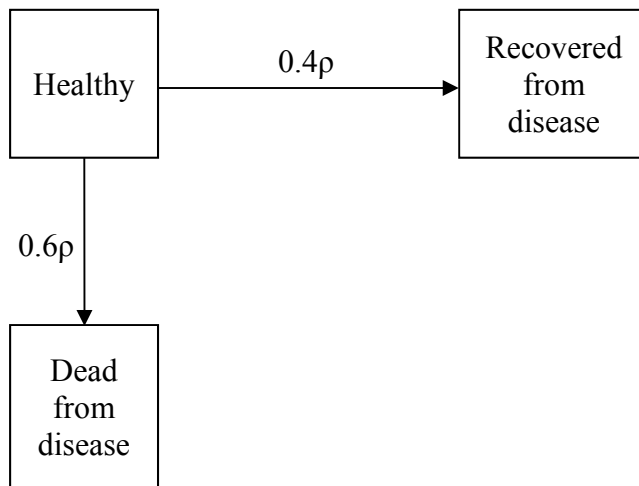 Healthy
0.4ρ
Recovered
from
disease
0.6ρ
Dead
from
disease